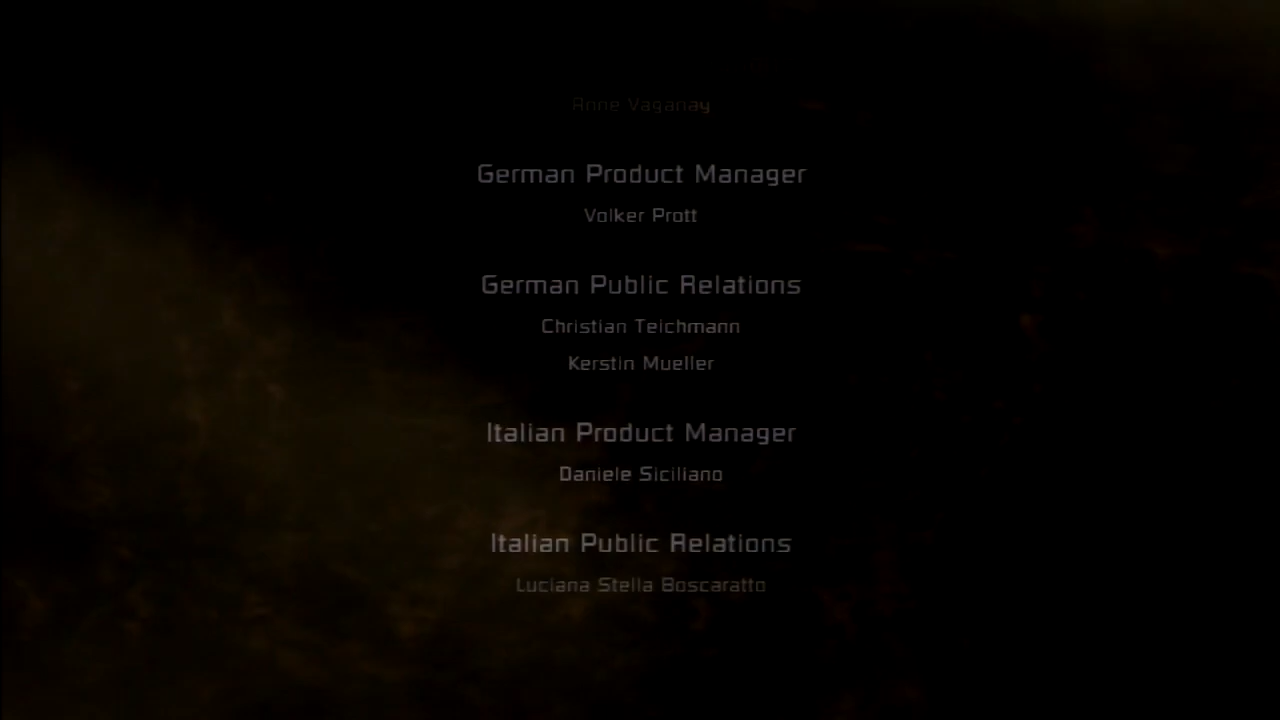 Anne Vaganay
German Product Manager
Volker Prott
German Public Relations
Christian Teichmann
Kerstin Mueller
Italian Product Manager
Daniele Siciliano
Italian Public Relations
Luciana Stella Boscaratto